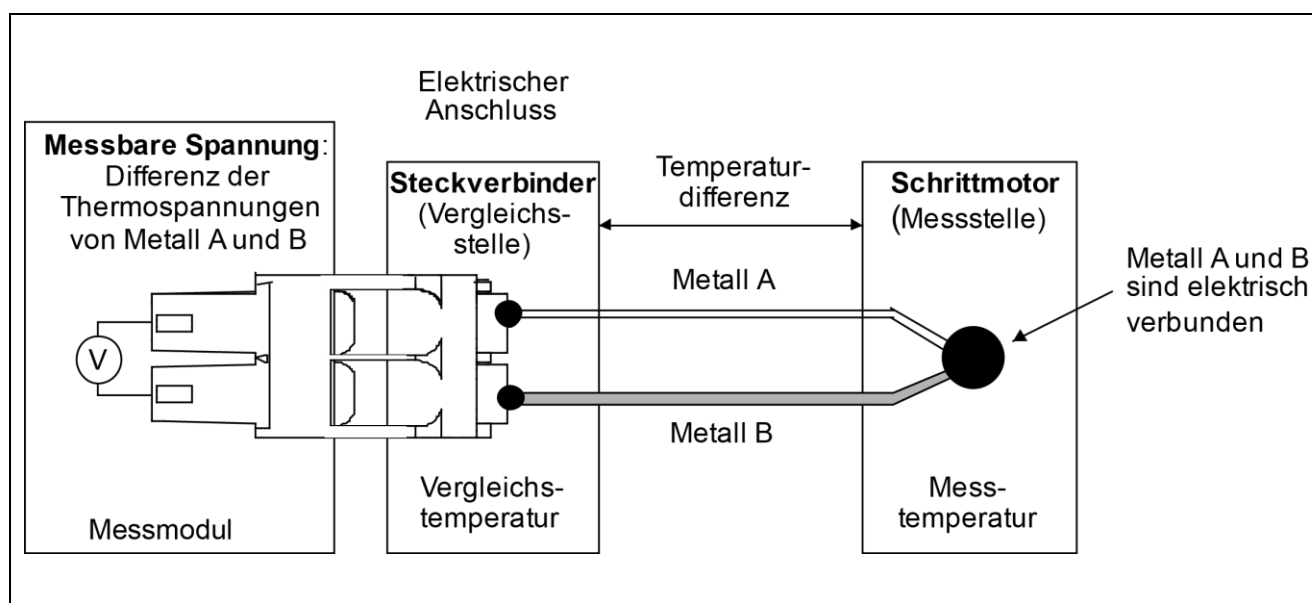 Elektrischer
Anschluss
Messbare Spannung:
Differenz der
Thermospannungen
von Metall A und B
V
Messmodul
Steckverbinder
(Vergleichs-
stelle)
Vergleichs-
temperatur
Temperatur-
differenz
Metall A
Metall B
Schrittmotor
(Messstelle)
Mess-
temperatur
Metall A und B
sind elektrisch
verbunden